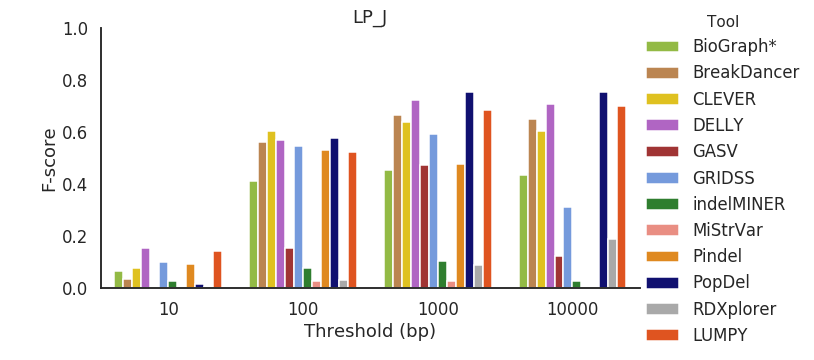 LP_J
F-score
1.0
0.8
0.6
0.4
0.2
0.0
10 100 1000 10000
Threshold (bp)
Tool
BioGraph*
BreakDancer
CLEVER
DELLY
GASV
GRIDSS
indelMINER
MiStrVar
Pindel
PopDel
RDXplorer
LUMPY